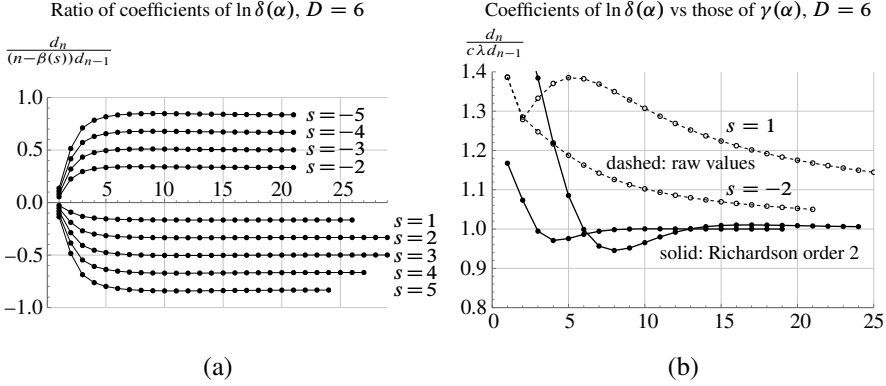 Ratio of coefficients of ln δ(α), D = 6
d_n / (n−β(s))d_{n−1}
1.0
0.5
0.0
−0.5
−1.0
5 10 15 20 25
s = −5
s = −4
s = −3
s = −2
s = 1
s = 2
s = 3
s = 4
s = 5
(a)
Coefficients of ln δ(α) vs those of γ(α), D = 6
d_n / cλd_{n−1}
1.4
1.3
1.2
1.1
1.0
0.9
0.8
0 5 10 15 20 25
s = 1
dashed: raw values
s = −2
solid: Richardson order 2
(b)